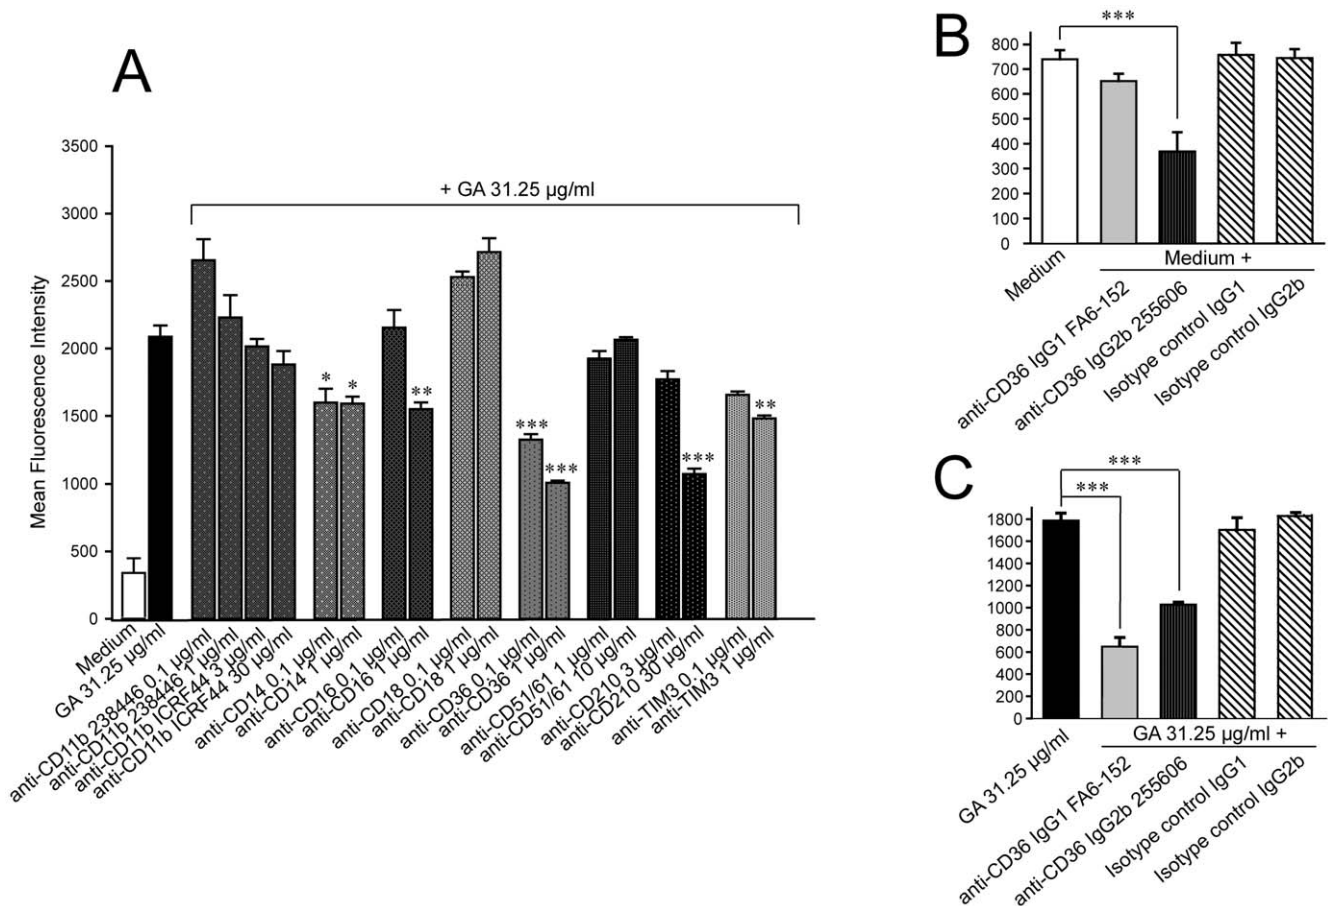 A
3500
3000
2500
2000
1500
1000
500
0
Mean Fluorescence Intensity
+ GA 31.25 µg/ml
*
*
**
***
***
***
**
Medium
GA 31.25 µg/ml
anti-CD11b 238446 0.1 µg/ml
anti-CD11b 238446 1 µg/ml
anti-CD11b ICRF44 3 µg/ml
anti-CD11b ICRF44 30 µg/ml
anti-CD14 0.1 µg/ml
anti-CD14 1 µg/ml
anti-CD16 0.1 µg/ml
anti-CD16 1 µg/ml
anti-CD18 0.1 µg/ml
anti-CD18 1 µg/ml
anti-CD36 0.1 µg/ml
anti-CD36 1 µg/ml
anti-CD51/61 1 µg/ml
anti-CD51/61 10 µg/ml
anti-CD210 3 µg/ml
anti-CD210 30 µg/ml
anti-TIM3 0.1 µg/ml
anti-TIM3 1 µg/ml
B
***
800
700
600
500
400
300
200
100
0
Medium +
Medium
anti-CD36 IgG1 FA6-152
anti-CD36 IgG2b 255606
Isotype control IgG1
Isotype control IgG2b
C
***
***
1800
1600
1400
1200
1000
800
600
400
200
0
GA 31.25 µg/ml +
GA 31.25 µg/ml
anti-CD36 IgG1 FA6-152
anti-CD36 IgG2b 255606
Isotype control IgG1
Isotype control IgG2b